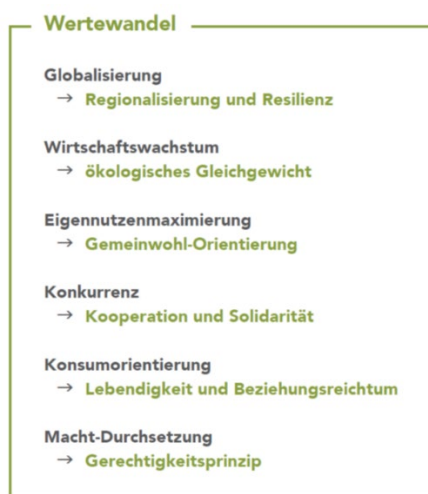 Wertewandel
Globalisierung
→ Regionalisierung und Resilienz
Wirtschaftswachstum
→ ökologisches Gleichgewicht
Eigennutzenmaximierung
→ Gemeinwohl-Orientierung
Konkurrenz
→ Kooperation und Solidarität
Konsumorientierung
→ Lebendigkeit und Beziehungsreichtum
Macht-Durchsetzung
→ Gerechtigkeitsprinzip